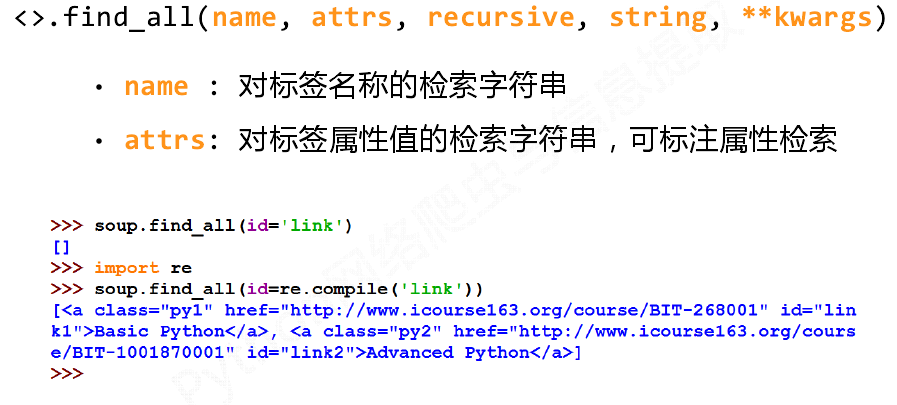 <>.find_all(name, attrs, recursive, string, **kwargs)
• name : 对标签名称的检索字符串
• attrs: 对标签属性值的检索字符串，可标注属性检索
>>> soup.find_all(id='link')
[]
>>> import re
>>> soup.find_all(id=re.compile('link'))
[<a class="py1" href="http://www.icourse163.org/course/BIT-268001" id="lin
k1">Basic Python</a>, <a class="py2" href="http://www.icourse163.org/cours
e/BIT-1001870001" id="link2">Advanced Python</a>]
>>>